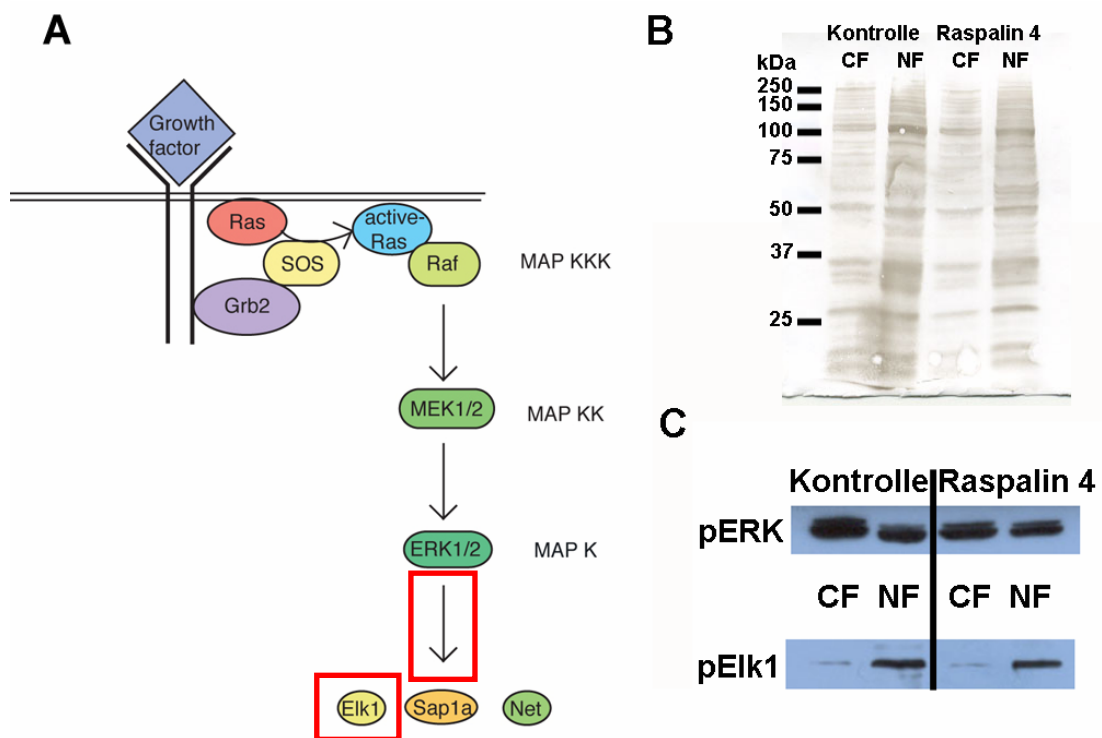 A
Growth
factor
Ras
active-
Ras
SOS
Raf
MAP KKK
Grb2
MEK1/2
MAP KK
ERK1/2
MAP K
Elk1
Sap1a
Net
B
Kontrolle Raspalin 4
kDa CF NF CF NF
250
150
100
75
50
37
25
C
Kontrolle Raspalin 4
pERK
CF NF CF NF
pElk1